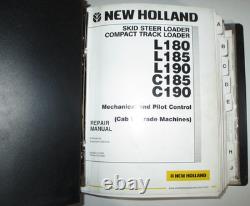 NEW HOLLAND
SKID STEER LOADER
COMPACT TRACK LOADER
L180
L185
L190
C185
C190
Mechanical and Pilot Control
(Cab Upgrade Machines)
REPAIR
MANUAL
NEW HOLLAND